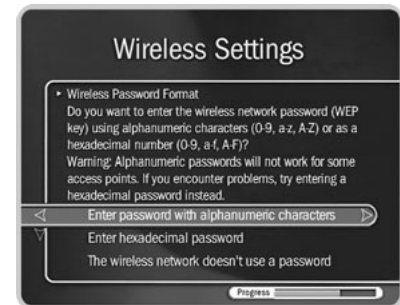 Wireless Settings
Wireless Password Format
Do you want to enter the wireless network password (WEP
key) using alphanumeric characters (0-9, a-z, A-Z) or as a
hexadecimal number (0-9, a-f, A-F)?
Warning: Alphanumeric passwords will not work for some
access points. If you encounter problems, try entering a
hexadecimal password instead.
Enter password with alphanumeric characters
Enter hexadecimal password
The wireless network doesn't use a password
Progress